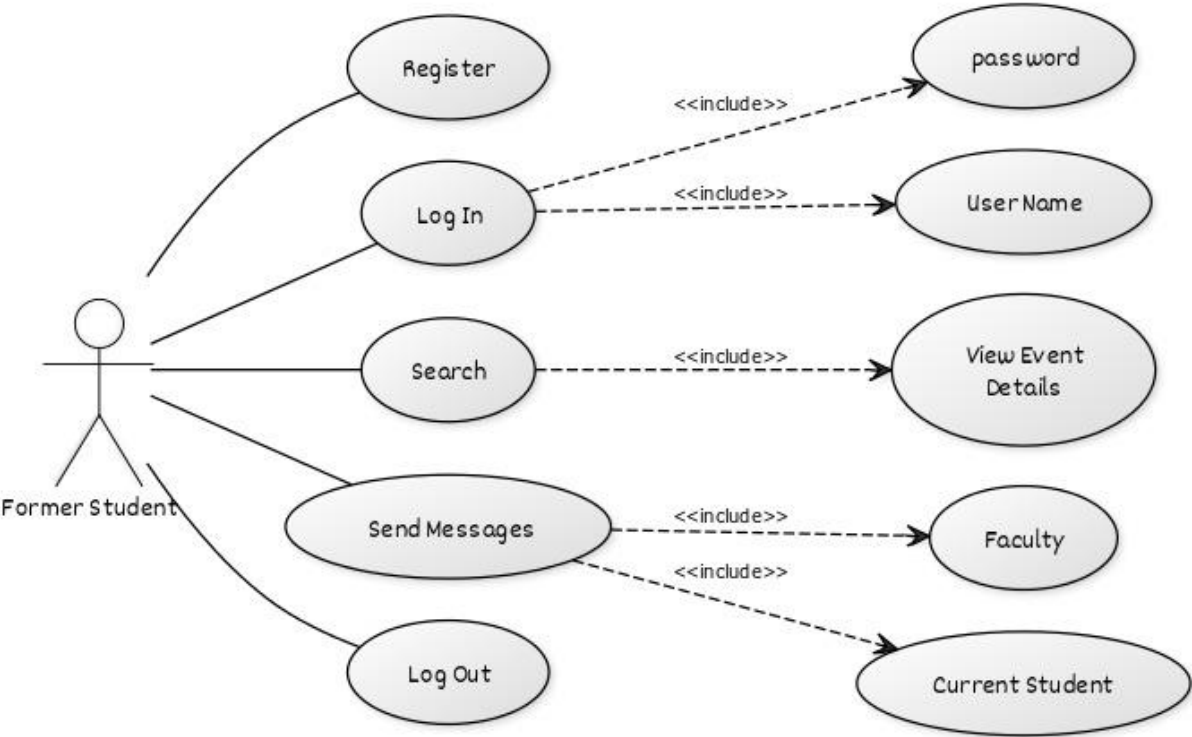 Register
password
<<include>>
Log In
<<include>>
User Name
Search
<<include>>
View Event
Details
Former Student
Send Messages
<<include>>
Faculty
<<include>>
Log Out
Current Student